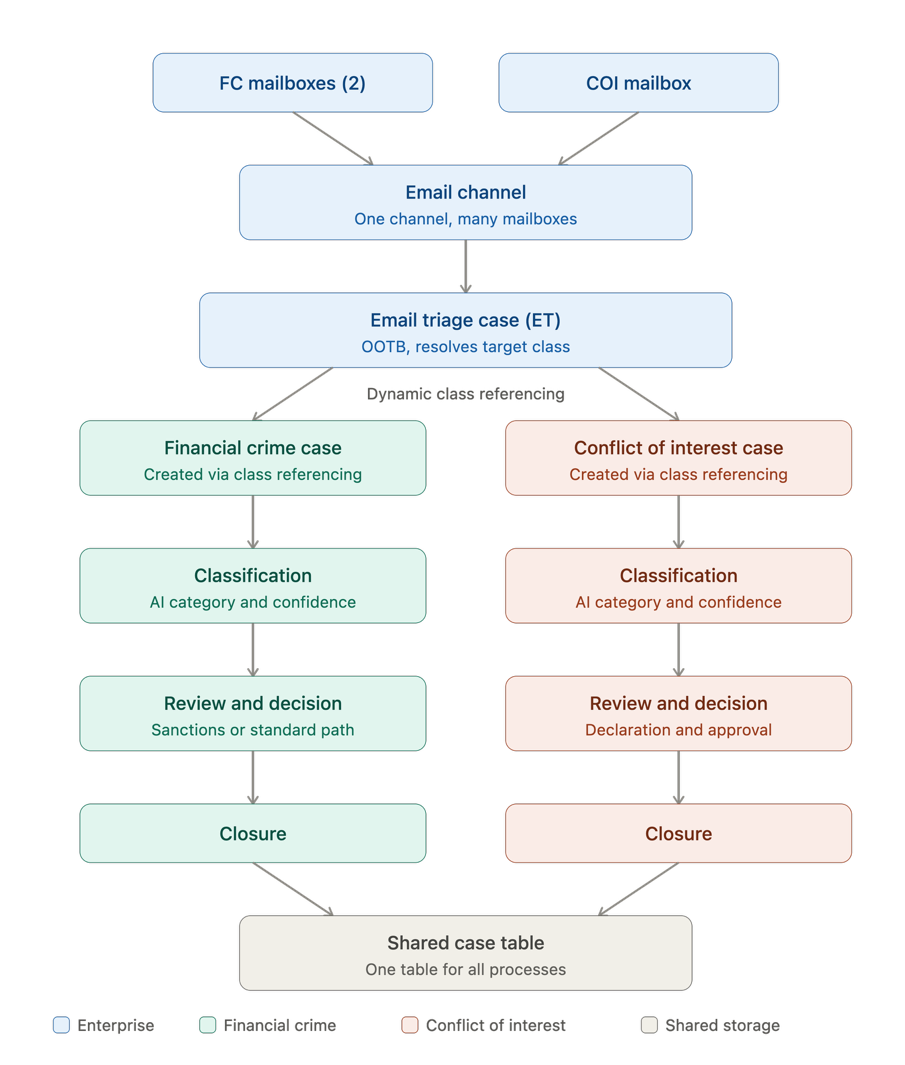 FC mailboxes (2)
COI mailbox
Email channel
One channel, many mailboxes
Email triage case (ET)
OOTB, resolves target class
Dynamic class referencing
Financial crime case
Created via class referencing
Conflict of interest case
Created via class referencing
Classification
AI category and confidence
Classification
AI category and confidence
Review and decision
Sanctions or standard path
Review and decision
Declaration and approval
Closure
Closure
Shared case table
One table for all processes
Enterprise
Financial crime
Conflict of interest
Shared storage